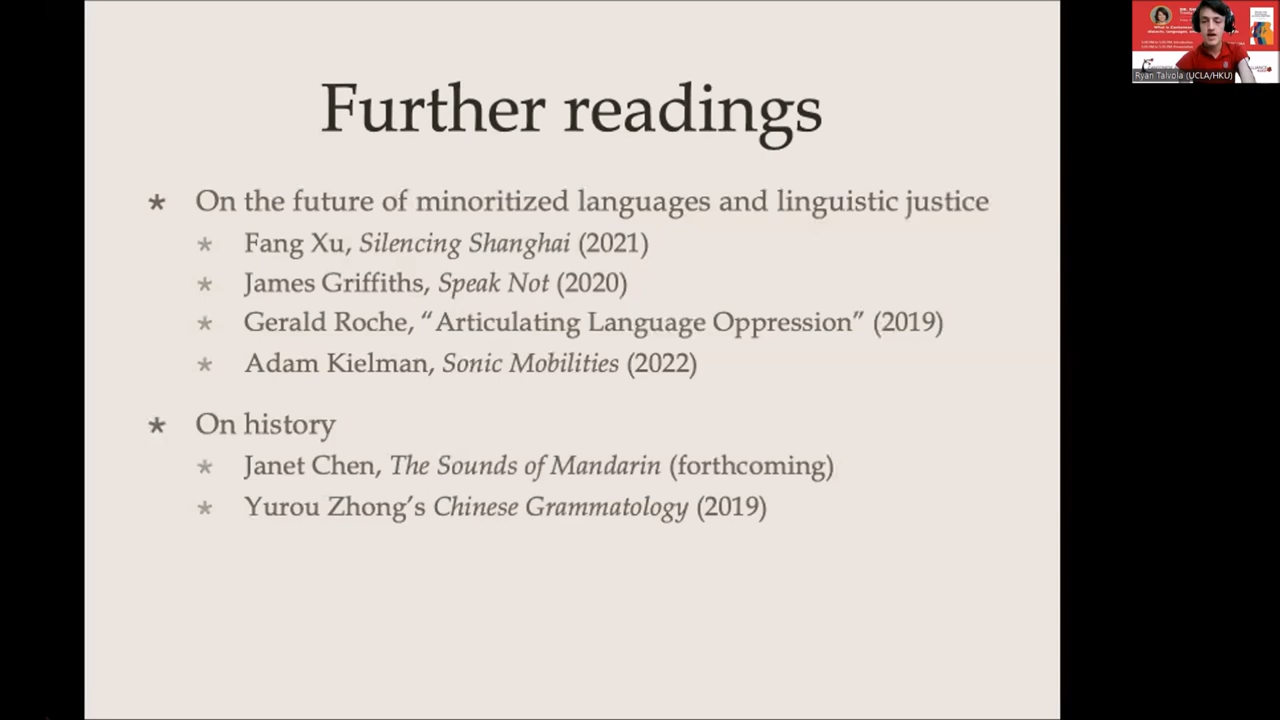 Further readings
* On the future of minoritized languages and linguistic justice
* Fang Xu, Silencing Shanghai (2021)
* James Griffiths, Speak Not (2020)
* Gerald Roche, “Articulating Language Oppression” (2019)
* Adam Kielman, Sonic Mobilities (2022)
* On history
* Janet Chen, The Sounds of Mandarin (forthcoming)
* Yurou Zhong’s Chinese Grammatology (2019)
Ryan Talvola (UCLA/HKU)